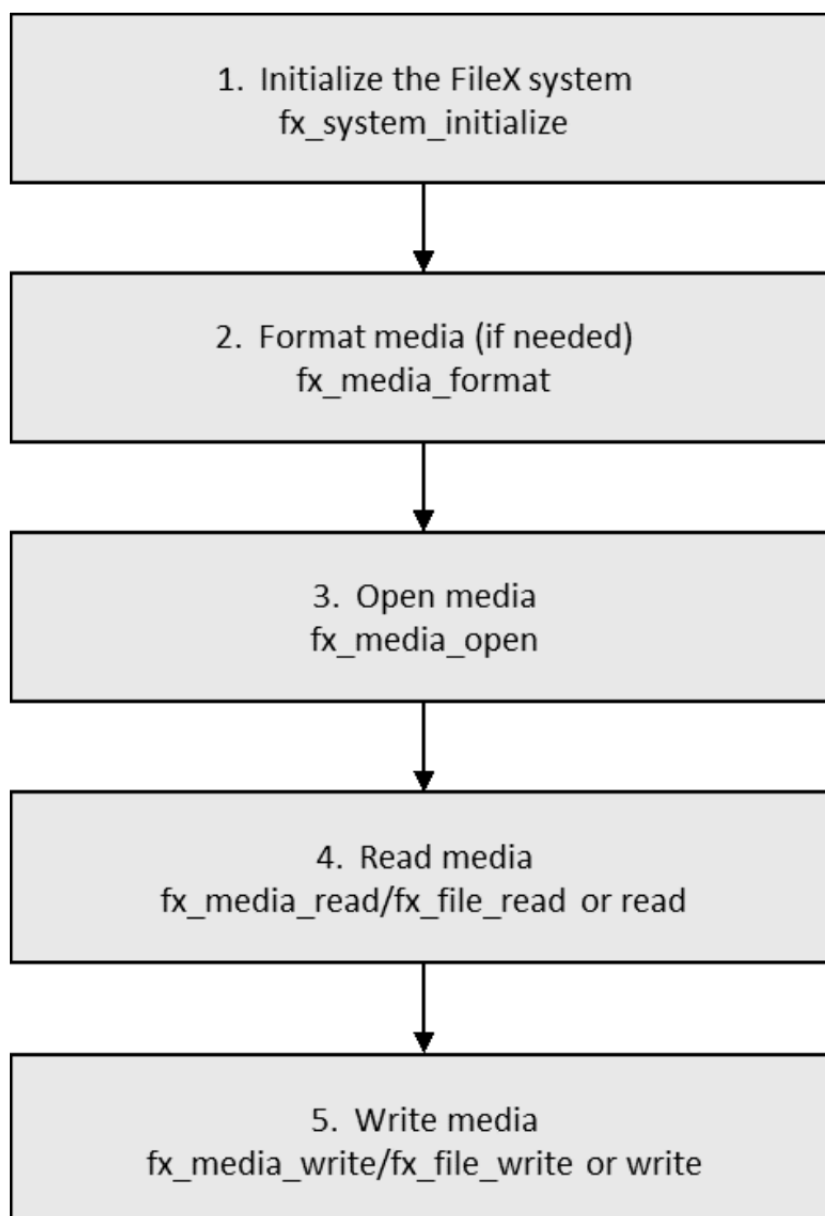 1. Initialize the FileX system
fx_system_initialize
2. Format media (if needed)
fx_media_format
3. Open media
fx_media_open
4. Read media
fx_media_read/fx_file_read or read
5. Write media
fx_media_write/fx_file_write or write